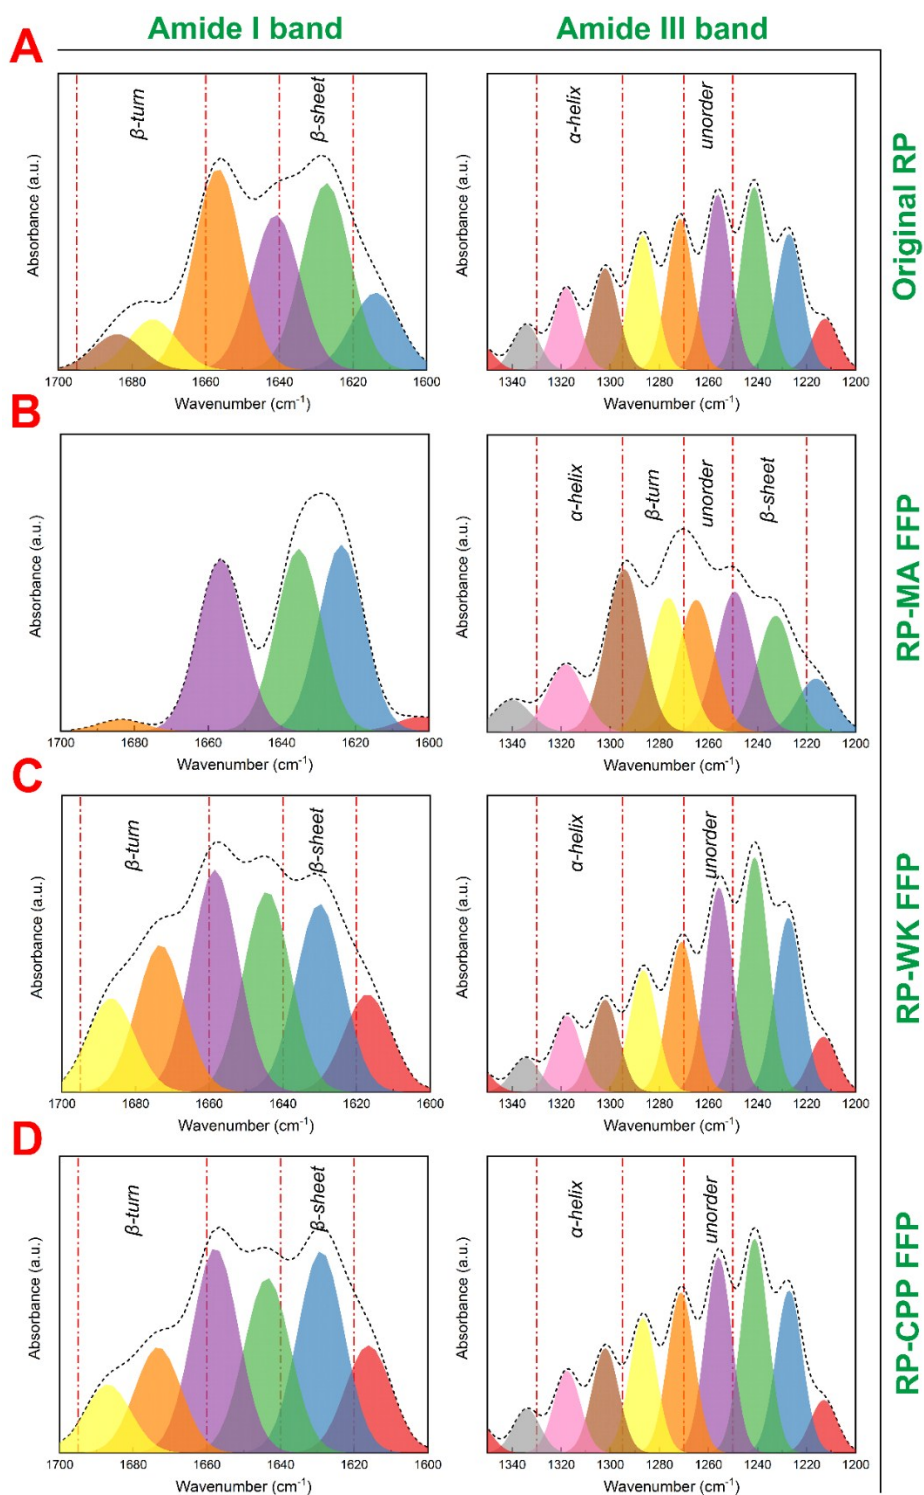 Amide I band
Amide III band
A
Original RP
Absorbance (a.u.)
β-turn
β-sheet
1700 1680 1660 1640 1620 1600
Wavenumber (cm⁻¹)
Absorbance (a.u.)
α-helix
unorder
1340 1320 1300 1280 1260 1240 1220 1200
Wavenumber (cm⁻¹)
B
RP-MA FFP
Absorbance (a.u.)
1700 1680 1660 1640 1620 1600
Wavenumber (cm⁻¹)
Absorbance (a.u.)
α-helix
β-turn
unorder
β-sheet
1340 1320 1300 1280 1260 1240 1220 1200
Wavenumber (cm⁻¹)
C
RP-WK FFP
Absorbance (a.u.)
β-turn
β-sheet
1700 1680 1660 1640 1620 1600
Wavenumber (cm⁻¹)
Absorbance (a.u.)
α-helix
unorder
1340 1320 1300 1280 1260 1240 1220 1200
Wavenumber (cm⁻¹)
D
RP-CPP FFP
Absorbance (a.u.)
β-turn
β-sheet
1700 1680 1660 1640 1620 1600
Wavenumber (cm⁻¹)
Absorbance (a.u.)
α-helix
unorder
1340 1320 1300 1280 1260 1240 1220 1200
Wavenumber (cm⁻¹)